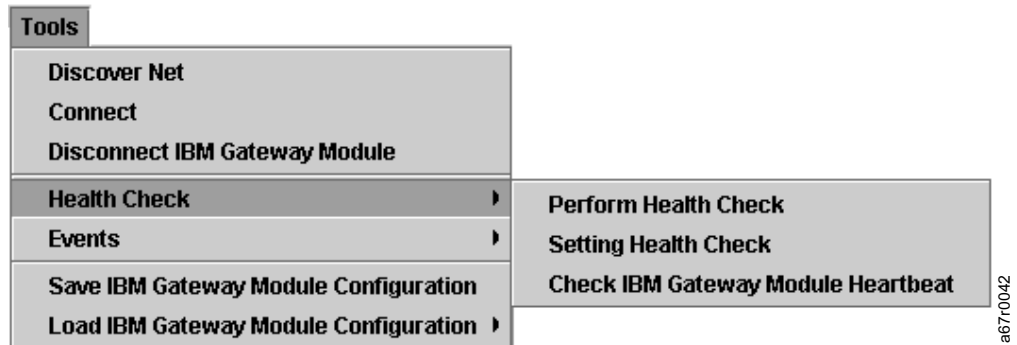 Tools
Discover Net
Connect
Disconnect IBM Gateway Module
Health Check
Events
Save IBM Gateway Module Configuration
Load IBM Gateway Module Configuration
Perform Health Check
Setting Health Check
Check IBM Gateway Module Heartbeat
a67r0042